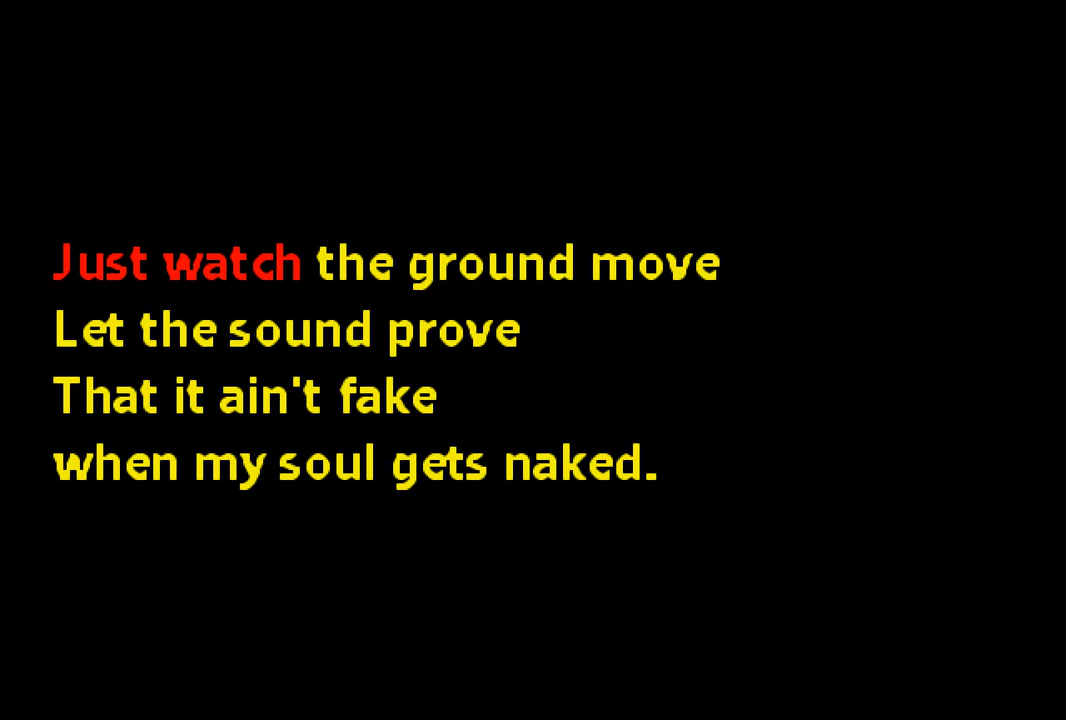 Just watch the ground move
Let the sound prove
That it ain't fake
when my soul gets naked.